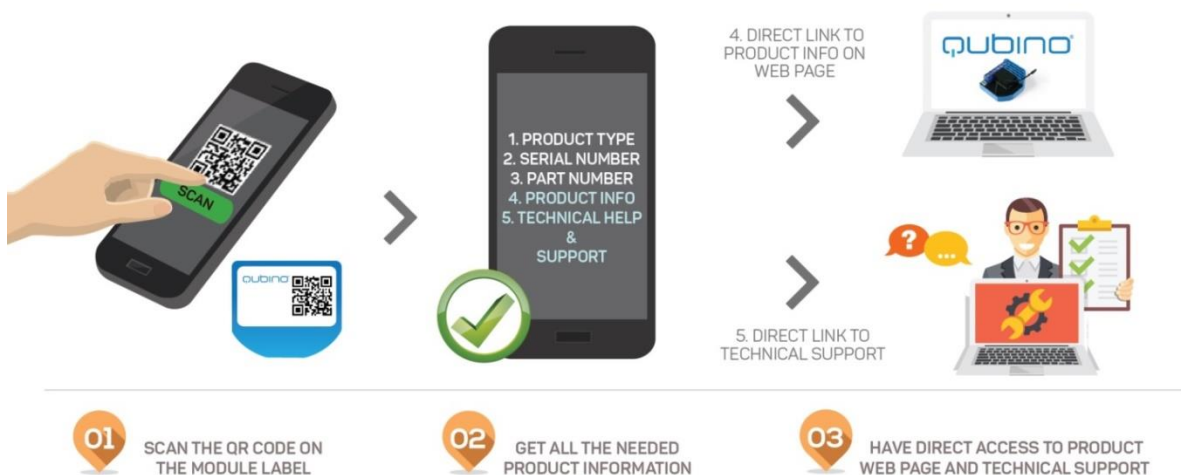 SCAN
QUBINO
1. PRODUCT TYPE
2. SERIAL NUMBER
3. PART NUMBER
4. PRODUCT INFO
5. TECHNICAL HELP
&
SUPPORT
4. DIRECT LINK TO
PRODUCT INFO ON
WEB PAGE
QUBINO
?
...
5. DIRECT LINK TO
TECHNICAL SUPPORT
01
SCAN THE QR CODE ON
THE MODULE LABEL
02
GET ALL THE NEEDED
PRODUCT INFORMATION
03
HAVE DIRECT ACCESS TO PRODUCT
WEB PAGE AND TECHNICAL SUPPORT